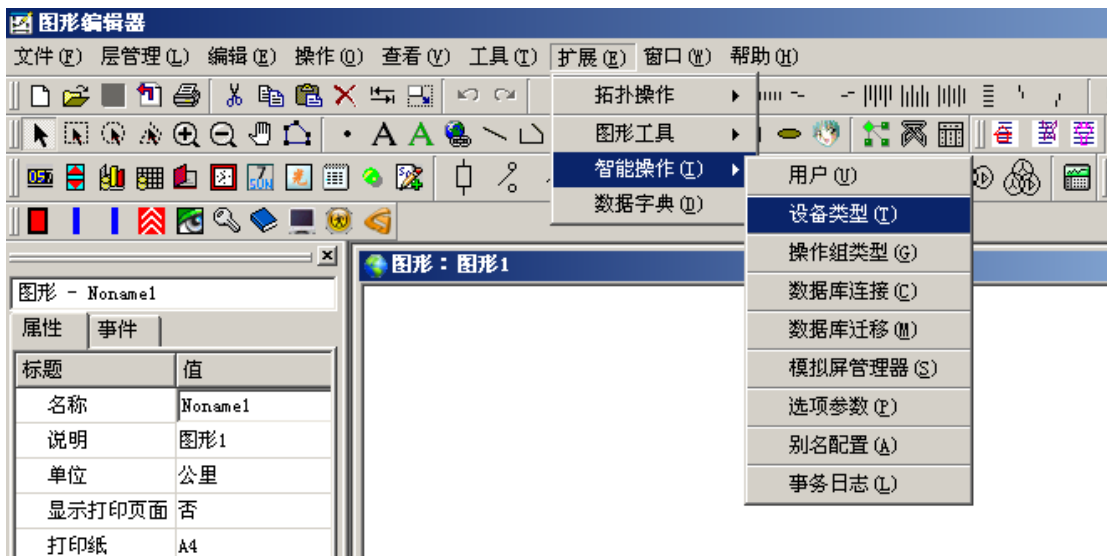 图形编辑器
文件(F) 层管理(L) 编辑(E) 操作(O) 查看(V) 工具(T) 扩展(E) 窗口(W) 帮助(H)
拓扑操作
图形工具
智能操作(I)
数据字典(D)
用户(U)
设备类型(T)
操作组类型(G)
数据库连接(C)
数据库迁移(M)
模拟屏管理器(S)
选项参数(P)
别名配置(A)
事务日志(L)
图形：图形1
图形 - Noname1
属性 事件
标题 值
名称 Noname1
说明 图形1
单位 公里
显示打印页面 否
打印纸 A4